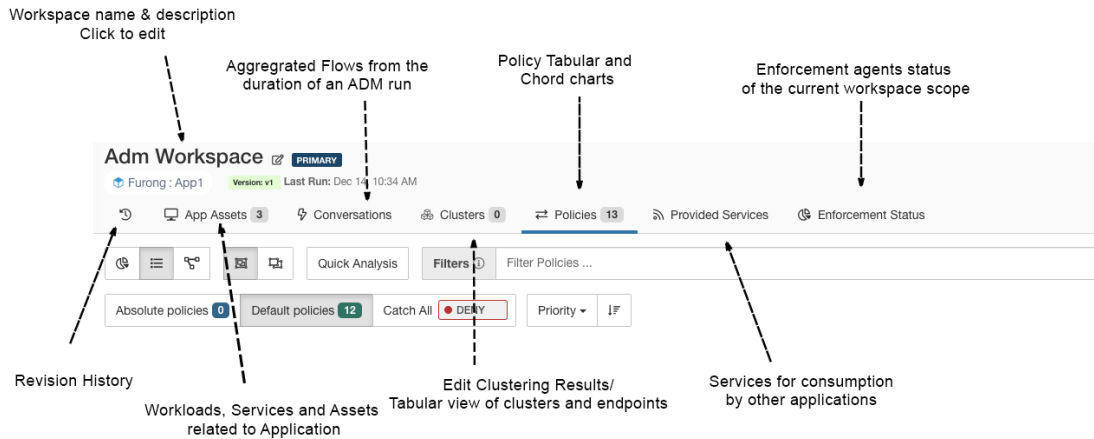 Workspace name & description
Click to edit
Aggregrated Flows from the
duration of an ADM run
Policy Tabular and
Chord charts
Enforcement agents status
of the current workspace scope
Adm Workspace PRIMARY
Furong : App1 Version: v1 Last Run: Dec 14, 10:34 AM
App Assets 3 Conversations Clusters 0 Policies 13 Provided Services Enforcement Status
Quick Analysis Filters Filter Policies ...
Absolute policies 0 Default policies 12 Catch All DENY Priority
Revision History
Workloads, Services and Assets
related to Application
Edit Clustering Results/
Tabular view of clusters and endpoints
Services for consumption
by other applications